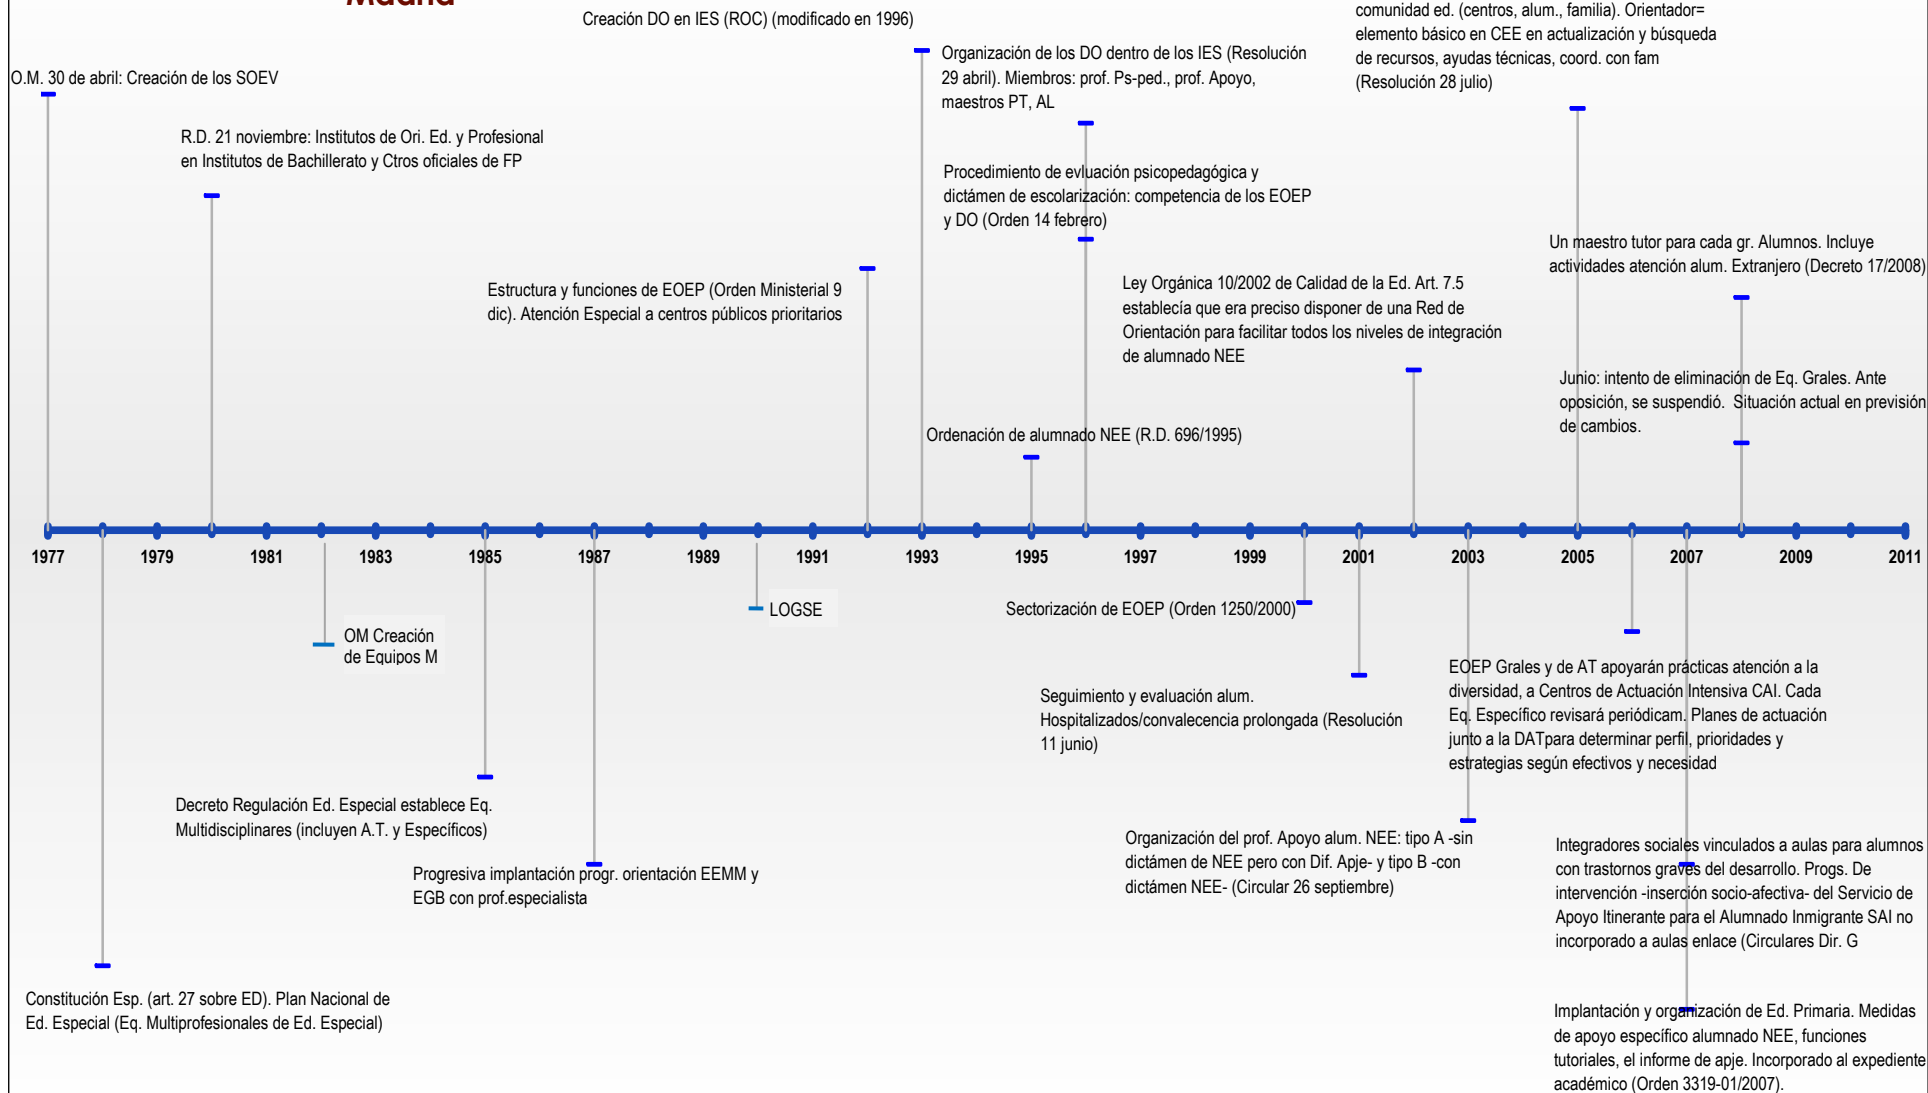 Madrid
Creación DO en IES (ROC) (modificado en 1996)
comunidad ed. (centros, alum., familia). Orientador=
elemento básico en CEE en actualización y búsqueda
de recursos, ayudas técnicas, coord. con fam
(Resolución 28 julio)
Organización de los DO dentro de los IES (Resolución
29 abril). Miembros: prof. Ps-ped., prof. Apoyo,
maestros PT, AL
O.M. 30 de abril: Creación de los SOEV
R.D. 21 noviembre: Institutos de Ori. Ed. y Profesional
en Institutos de Bachillerato y Ctros oficiales de FP
Procedimiento de evluación psicopedagógica y
dictámen de escolarización: competencia de los EOEP
y DO (Orden 14 febrero)
Un maestro tutor para cada gr. Alumnos. Incluye
actividades atención alum. Extranjero (Decreto 17/2008)
Estructura y funciones de EOEP (Orden Ministerial 9
dic). Atención Especial a centros públicos prioritarios
Ley Orgánica 10/2002 de Calidad de la Ed. Art. 7.5
establecía que era preciso disponer de una Red de
Orientación para facilitar todos los niveles de integración
de alumnado NEE
Junio: intento de eliminación de Eq. Grales. Ante
oposición, se suspendió. Situación actual en previsión
de cambios.
Ordenación de alumnado NEE (R.D. 696/1995)
1977 1979 1981 1983 1985 1987 1989 1991 1993 1995 1997 1999 2001 2003 2005 2007 2009 2011
LOGSE
Sectorización de EOEP (Orden 1250/2000)
OM Creación
de Equipos M
EOEP Grales y de AT apoyarán prácticas atención a la
diversidad, a Centros de Actuación Intensiva CAI. Cada
Eq. Específico revisará periódicam. Planes de actuación
junto a la DATpara determinar perfil, prioridades y
estrategias según efectivos y necesidad
Seguimiento y evaluación alum.
Hospitalizados/convalecencia prolongada (Resolución
11 junio)
Decreto Regulación Ed. Especial establece Eq.
Multidisciplinares (incluyen A.T. y Específicos)
Organización del prof. Apoyo alum. NEE: tipo A -sin
dictámen de NEE pero con Dif. Apje- y tipo B -con
dictámen NEE- (Circular 26 septiembre)
Integradores sociales vinculados a aulas para alumnos
con trastornos graves del desarrollo. Progs. De
intervención -inserción socio-afectiva- del Servicio de
Apoyo Itinerante para el Alumnado Inmigrante SAI no
incorporado a aulas enlace (Circulares Dir. G
Progresiva implantación progr. orientación EEMM y
EGB con prof.especialista
Constitución Esp. (art. 27 sobre ED). Plan Nacional de
Ed. Especial (Eq. Multiprofesionales de Ed. Especial)
Implantación y organización de Ed. Primaria. Medidas
de apoyo específico alumnado NEE, funciones
tutoriales, el informe de apje. Incorporado al expediente
académico (Orden 3319-01/2007).